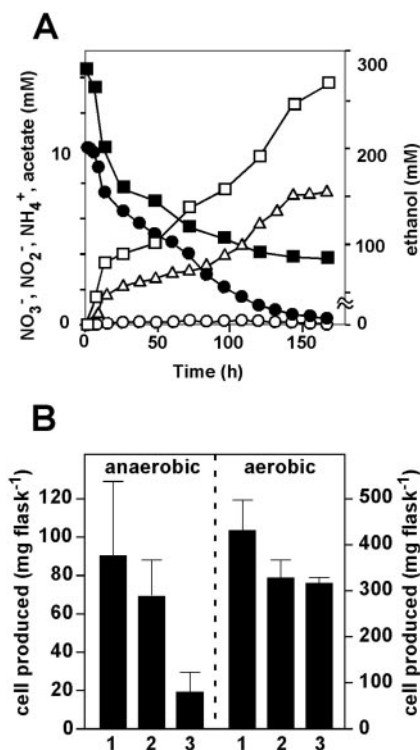 A
NO₃⁻, NO₂⁻, NH₄⁺, acetate (mM)
10
0
300
200
100
0
ethanol (mM)
0 50 100 150
Time (h)
B
cell produced (mg flask⁻¹)
120
100
80
60
40
20
0
anaerobic aerobic
500
400
300
200
100
0
cell produced (mg flask⁻¹)
1 2 3 1 2 3